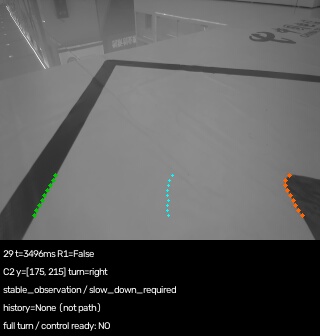 29 t=3496ms R1=False
C2 y=[175, 215] turn=right
stable_observation / slow_down_required
history=None (not path)
full turn / control ready: NO